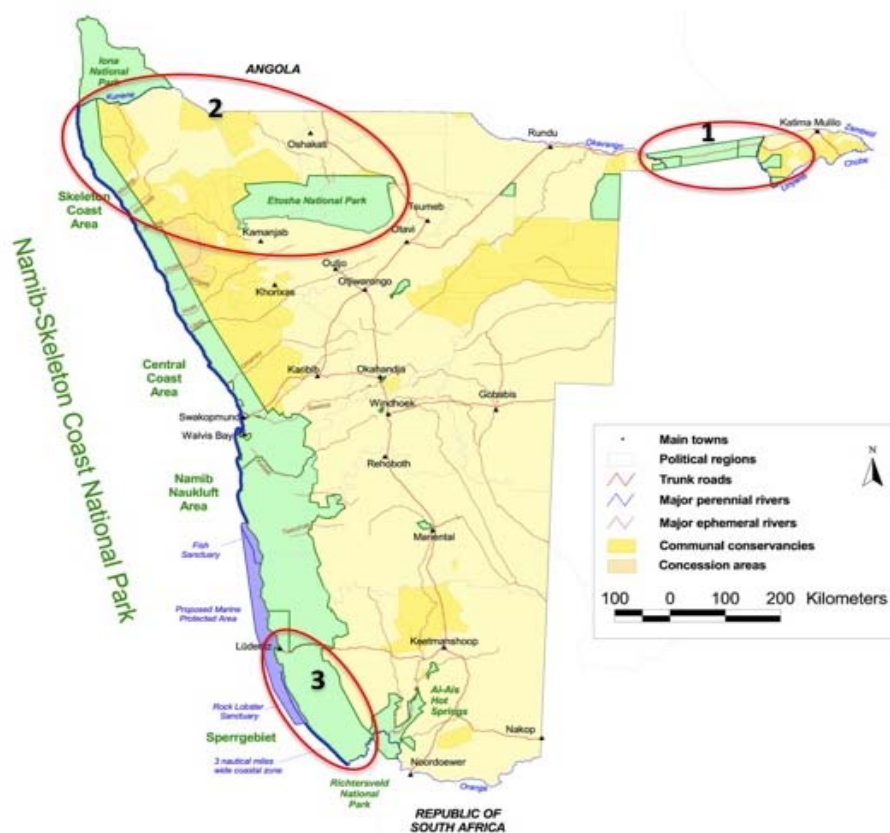 Iona
National
Park
ANGOLA
Kunene
2
Oshakati
Rundu
Okavango
1
Katima Mulilo
Zambezi
Chobe
Linyanti
Skeleton
Coast
Area
Etosha National Park
Tsumeb
Otavi
Kamanjab
Outjo
Otjiwarongo
Khorixas
Namib-Skeleton Coast National Park
Central
Coast
Area
Karibib
Okahandja
Windhoek
Gobabis
Swakopmund
Walvis Bay
Rehoboth
Namib
Naukluft
Area
Mariental
Fish
Sanctuary
Proposed Marine
Protected Area
Lüderitz
Keetmanshoop
3
Ai-Ais
Hot
Springs
Rock Lobster
Sanctuary
Sperrgebiet
Nakop
3 nautical miles
wide coastal zone
Noordoewer
Richtersveld
National
Park
Orange
REPUBLIC OF
SOUTH AFRICA
Main towns
Political regions
Trunk roads
Major perennial rivers
Major ephemeral rivers
Communal conservancies
Concession areas
N
100 0 100 200 Kilometers